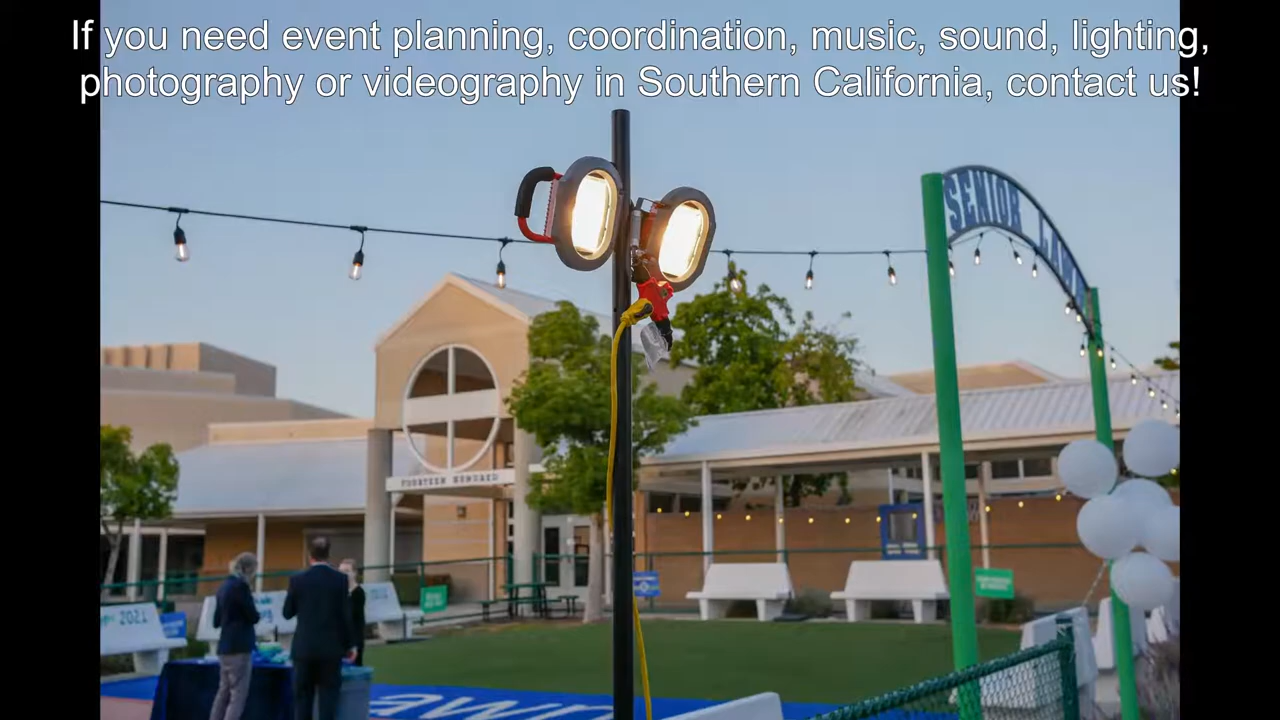 If you need event planning, coordination, music, sound, lighting,
photography or videography in Southern California, contact us!
SENIOR LAWN
FOURTEEN HUNDRED
2021
awn